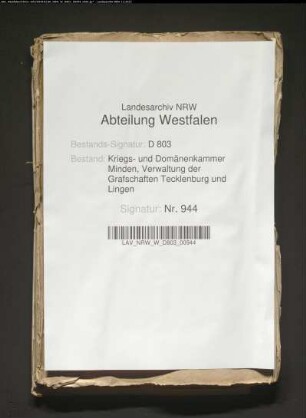 Landesarchiv NRW
Abteilung Westfalen
Bestands-Signatur: D 803
Bestand: Kriegs- und Domänenkammer
Minden, Verwaltung der
Grafschaften Tecklenburg und
Lingen
Signatur: Nr. 944
LAV_NRW_W_D803_00944